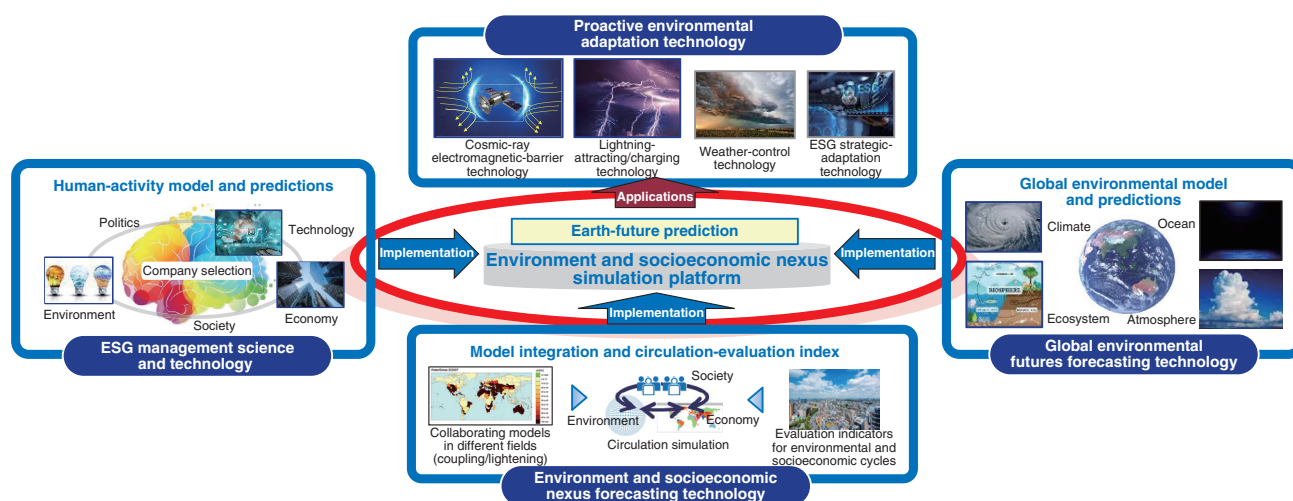 Proactive environmental
adaptation technology
ESG
Cosmic-ray
electromagnetic-barrier
technology
Lightning-
attracting/charging
technology
Weather-control
technology
ESG strategic-
adaptation
technology
Applications
Human-activity model and predictions
Politics
Technology
Company selection
Environment
Society
Economy
ESG management science
and technology
Implementation
Earth-future prediction
Environment and socioeconomic nexus
simulation platform
Implementation
Implementation
Global environmental model
and predictions
Climate
Ocean
BIOSPHERE
Ecosystem
Atmosphere
Global environmental
futures forecasting technology
Model integration and circulation-evaluation index
Society
Environment
Economy
Collaborating models
in different fields
(coupling/lightening)
Circulation simulation
Evaluation indicators
for environmental and
socioeconomic cycles
Environment and socioeconomic
nexus forecasting technology